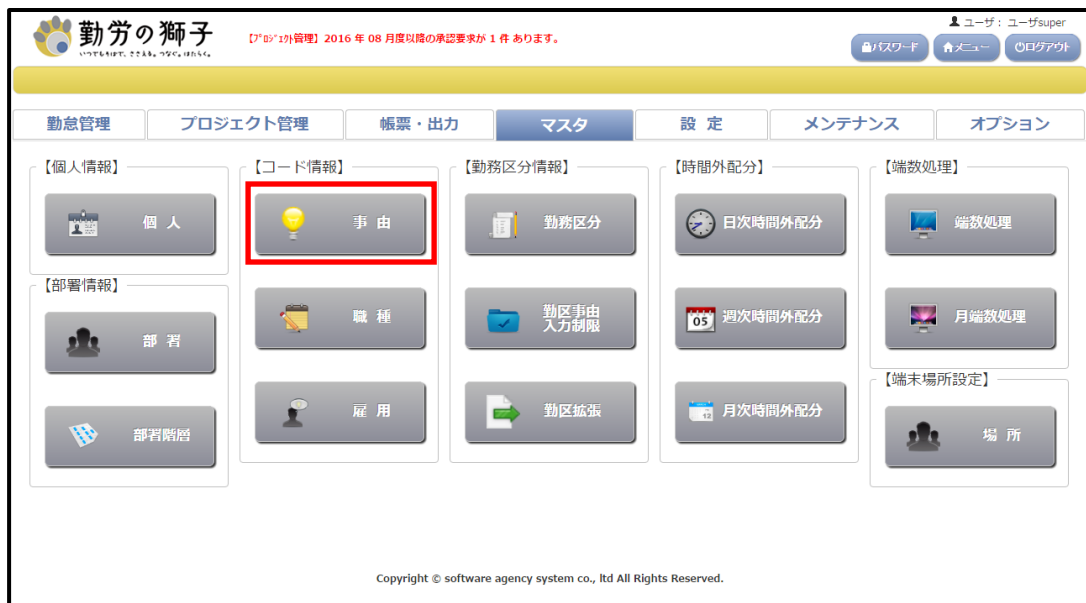 勤労の獅子
いつでもけはて、ささえる。つなぐ。はたらく。
【ﾌﾟﾛｼﾞｪｸﾄ管理】2016 年 08 月度以降の承認要求が 1 件 あります。
ユーザ： ユーザsuper
パスワード
メニュー
ログアウト
勤怠管理
プロジェクト管理
帳票・出力
マスタ
設 定
メンテナンス
オプション
【個人情報】
個 人
【部署情報】
部 署
部署階層
【コード情報】
事 由
職 種
雇 用
【勤務区分情報】
勤務区分
勤区事由
入力制限
勤区拡張
【時間外配分】
日次時間外配分
05
週次時間外配分
12
月次時間外配分
【端数処理】
端数処理
月端数処理
【端末場所設定】
場 所
Copyright © software agency system co., ltd All Rights Reserved.